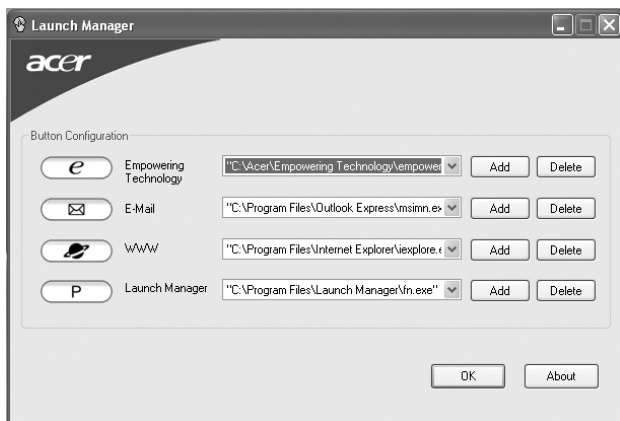 Launch Manager
acer
Button Configuration
e Empowering Technology "C:\Acer\Empowering Technology\empower Add Delete
E-Mail "C:\Program Files\Outlook Express\msimn.ex Add Delete
WWW "C:\Program Files\Internet Explorer\iexplore.e Add Delete
P Launch Manager "C:\Program Files\Launch Manager\fn.exe" Add Delete
OK About